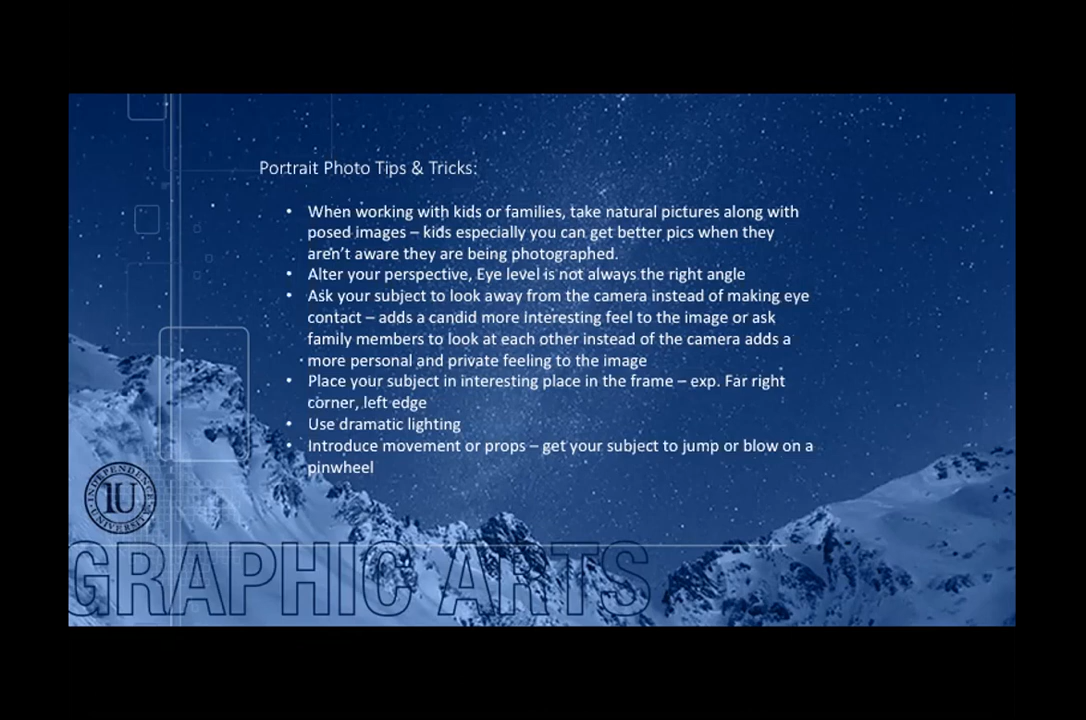 Portrait Photo Tips & Tricks:
• When working with kids or families, take natural pictures along with
posed images – kids especially you can get better pics when they
aren't aware they are being photographed.
• Alter your perspective, Eye level is not always the right angle
• Ask your subject to look away from the camera instead of making eye
contact – adds a candid more interesting feel to the image or ask
family members to look at each other instead of the camera adds a
more personal and private feeling to the image
• Place your subject in interesting place in the frame – exp. Far right
corner, left edge
• Use dramatic lighting
• Introduce movement or props – get your subject to jump or blow on a
pinwheel
INDEPENDENCE
IU
UNIVERSITY
GRAPHIC ARTS